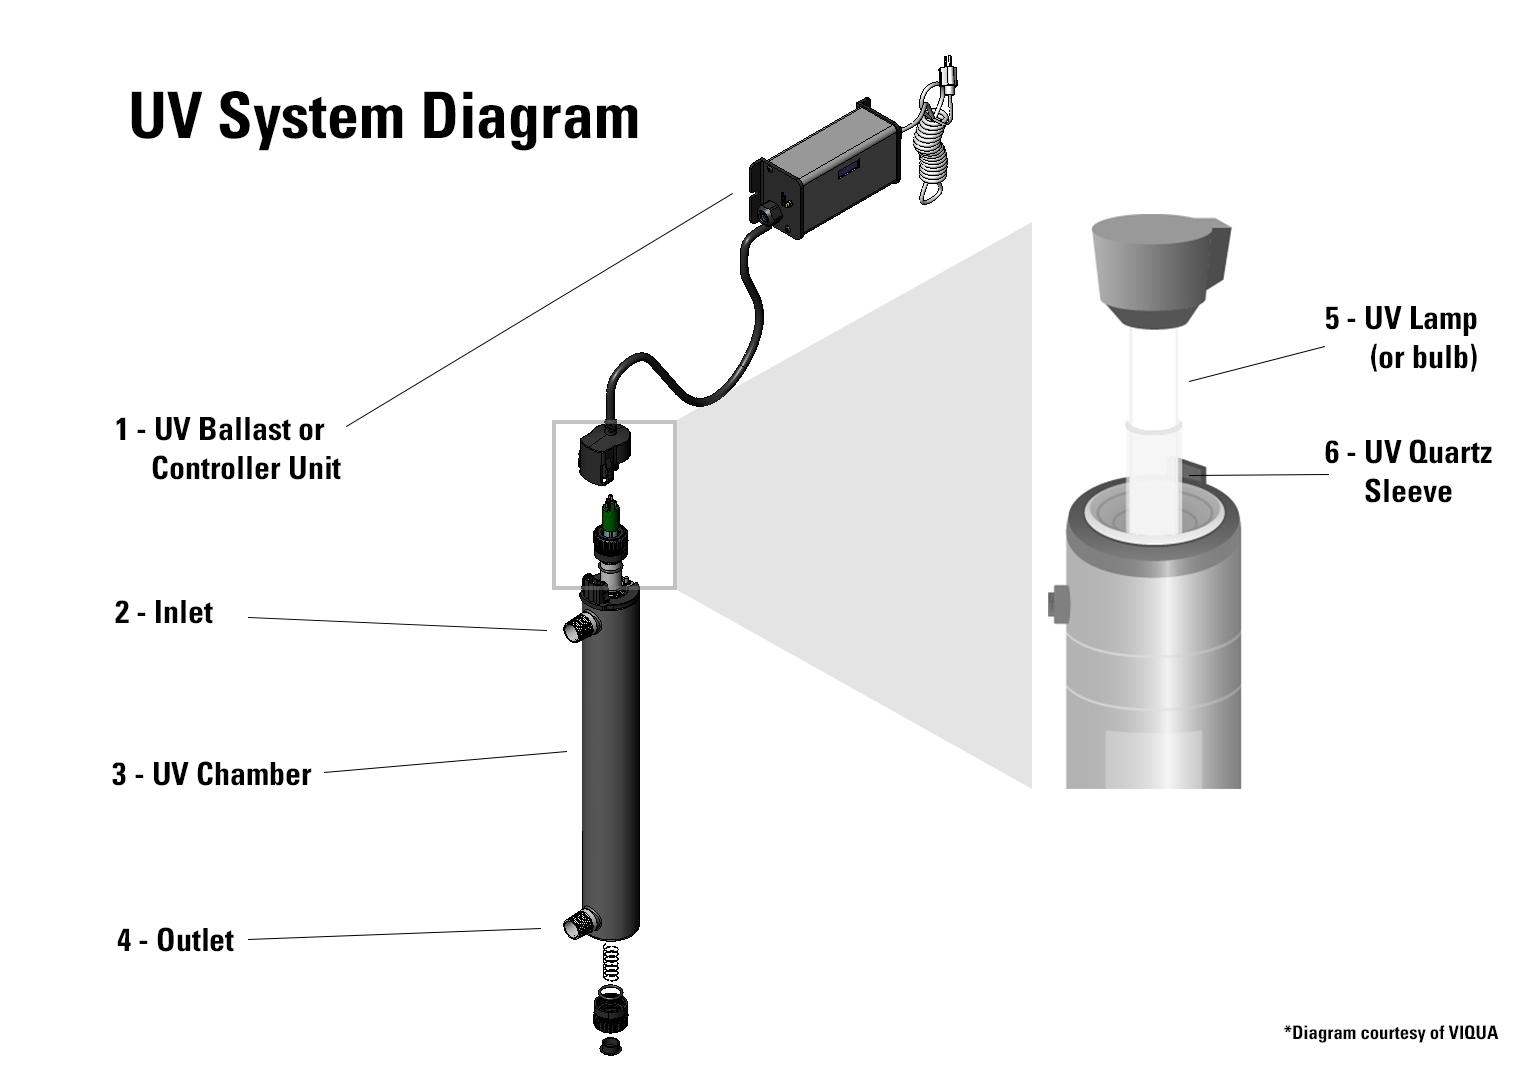 UV System Diagram
1 - UV Ballast or
Controller Unit
2 - Inlet
3 - UV Chamber
4 - Outlet
5 - UV Lamp
(or bulb)
6 - UV Quartz
Sleeve
*Diagram courtesy of VIQUA